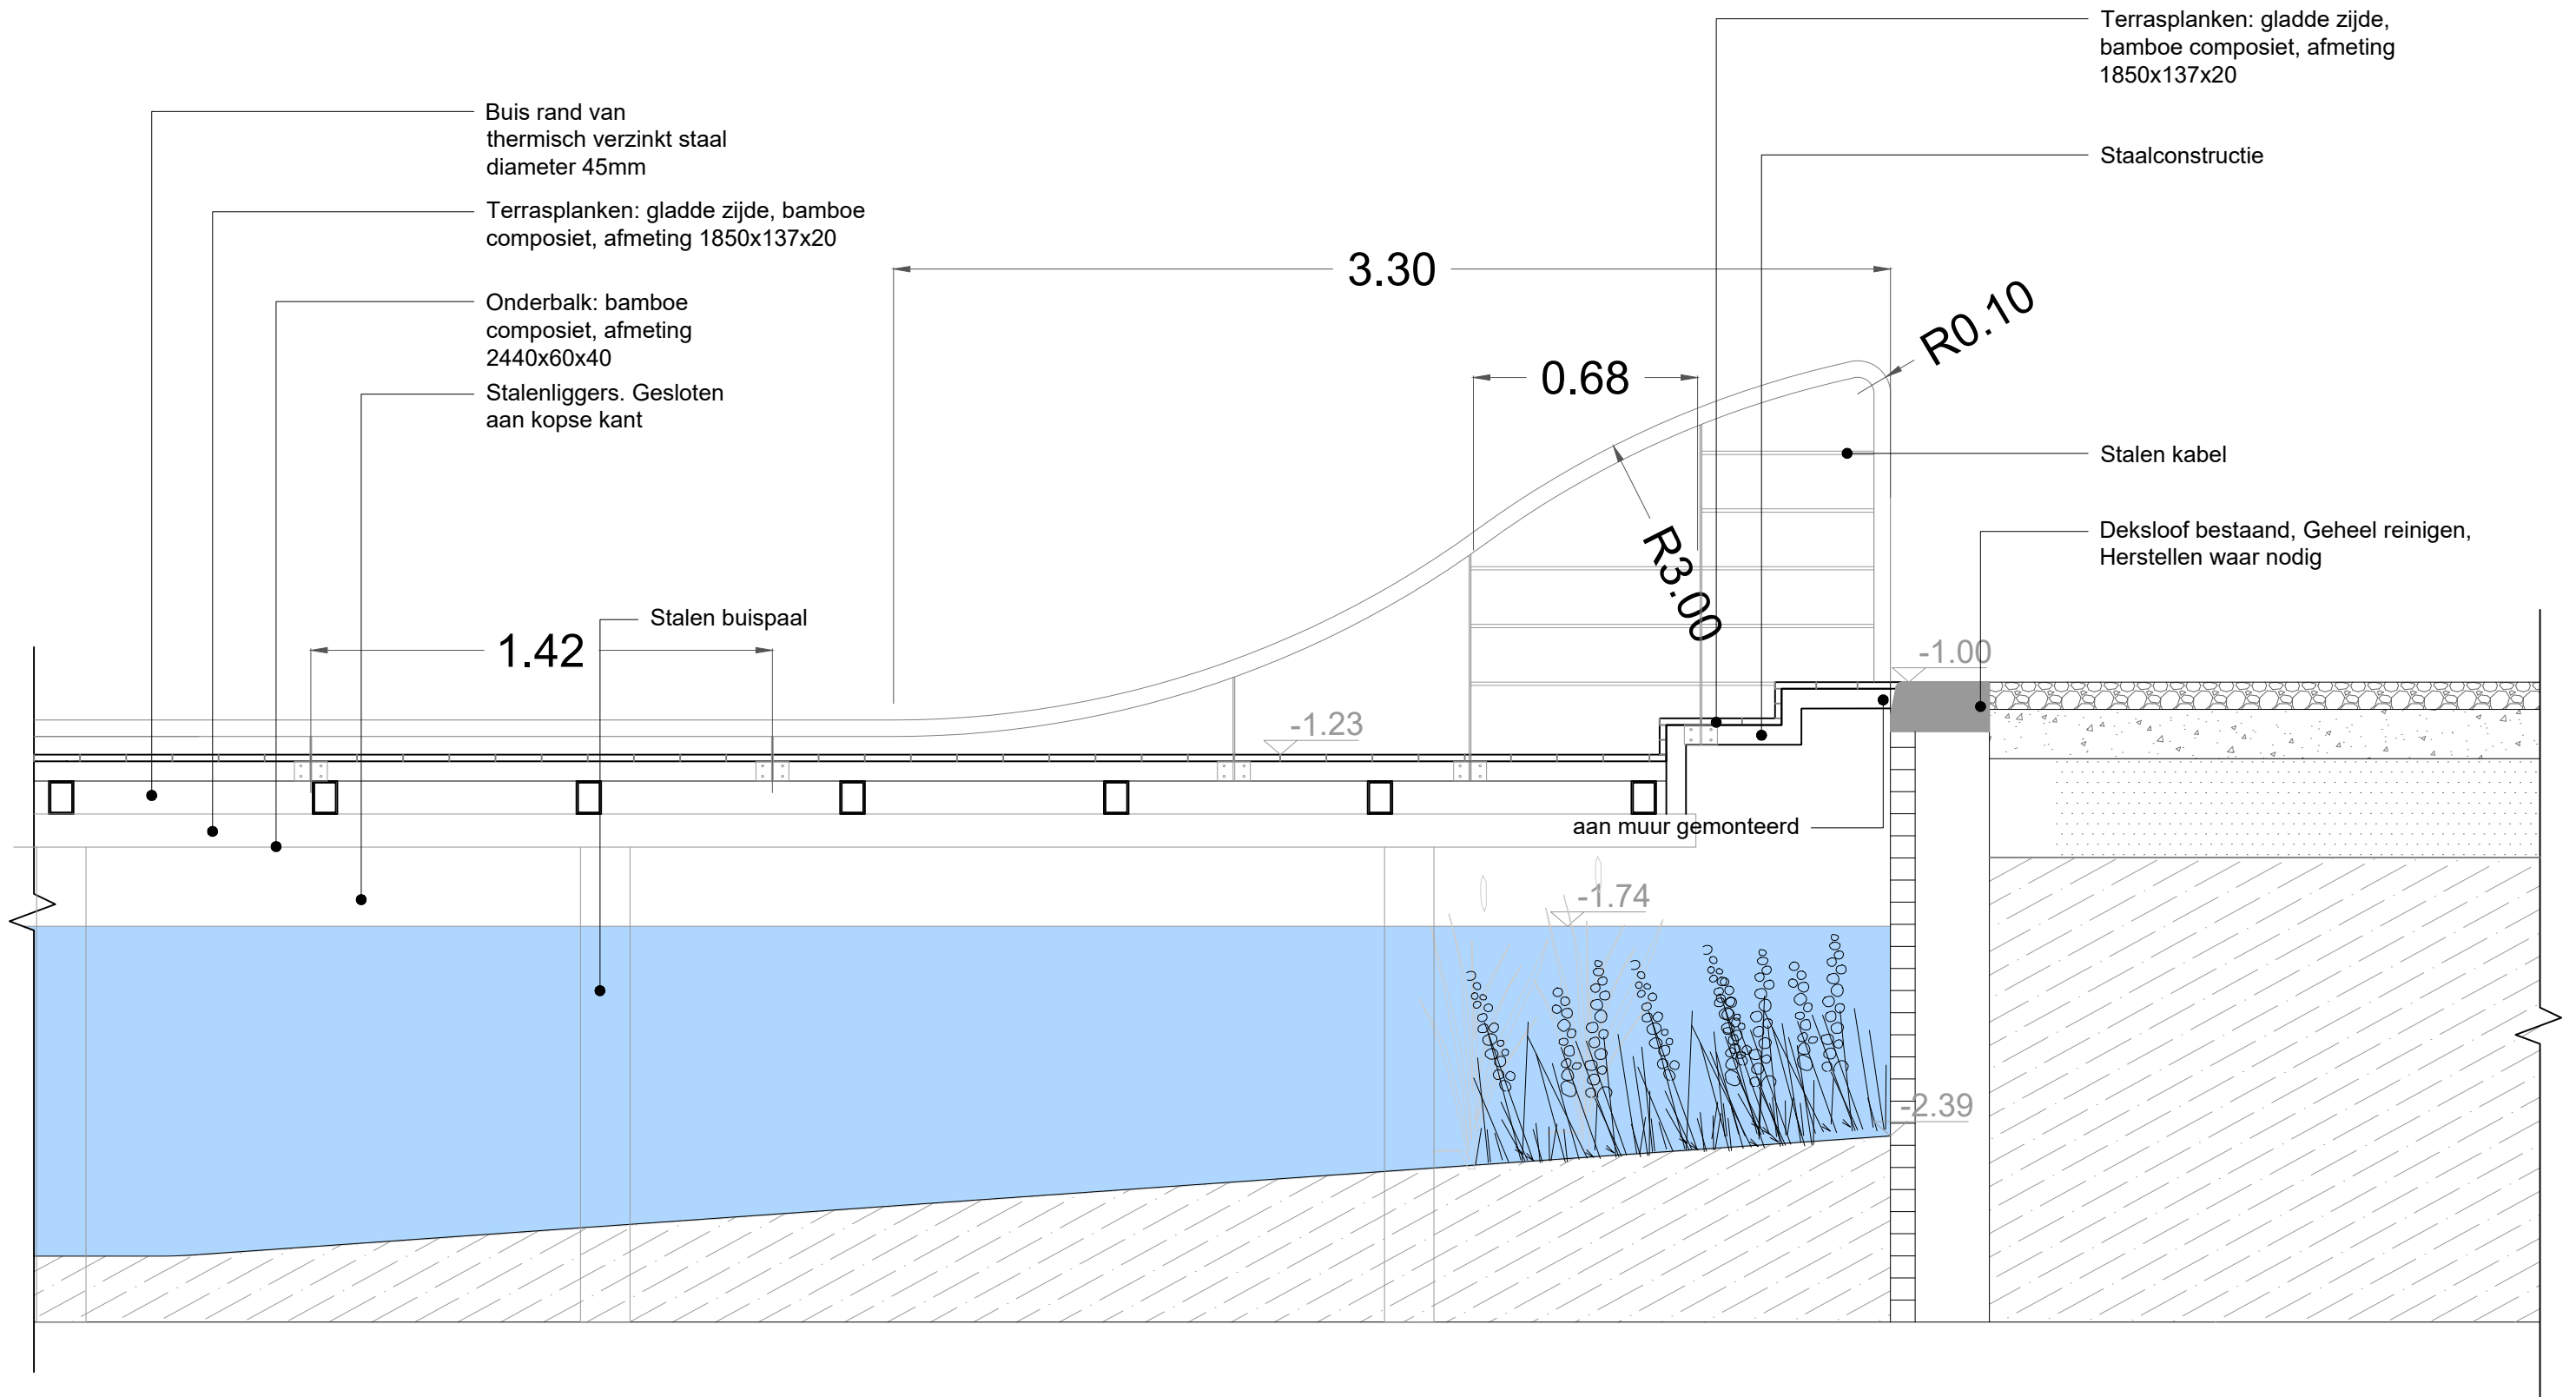 Terrasplanken: gladde zijde,
bamboe composiet, afmeting
1850x137x20
Buis rand van
thermisch verzinkt staal
diameter 45mm
Staalconstructie
Terrasplanken: gladde zijde, bamboe
composiet, afmeting 1850x137x20
3.30
Onderbalk: bamboe
composiet, afmeting
2440x60x40
R0.10
0.68
Stalenliggers. Gesloten
aan kopse kant
Stalen kabel
Deksloof bestaand, Geheel reinigen,
Herstellen waar nodig
R3.00
Stalen buispaal
1.42
-1.00
-1.23
aan muur gemonteerd
-1.74
-2.39